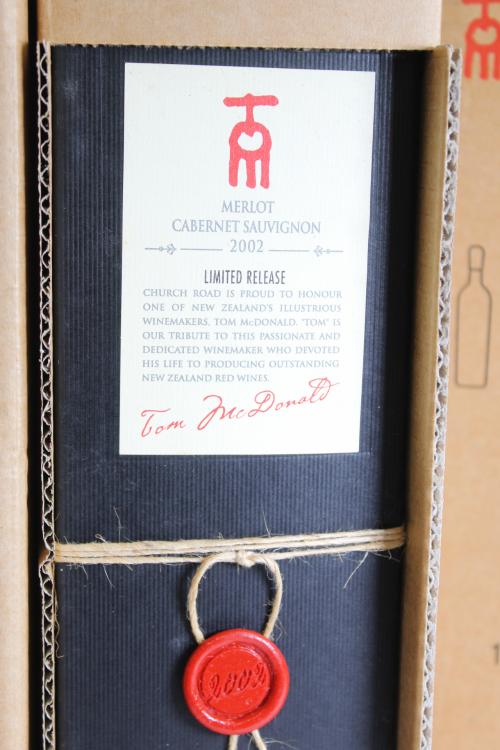 TOM
MERLOT
CABERNET SAUVIGNON
2002
LIMITED RELEASE
CHURCH ROAD IS PROUD TO HONOUR
ONE OF NEW ZEALAND'S ILLUSTRIOUS
WINEMAKERS, TOM McDONALD. "TOM" IS
OUR TRIBUTE TO THIS PASSIONATE AND
DEDICATED WINEMAKER WHO DEVOTED
HIS LIFE TO PRODUCING OUTSTANDING
NEW ZEALAND RED WINES.
Tom McDonald
2002